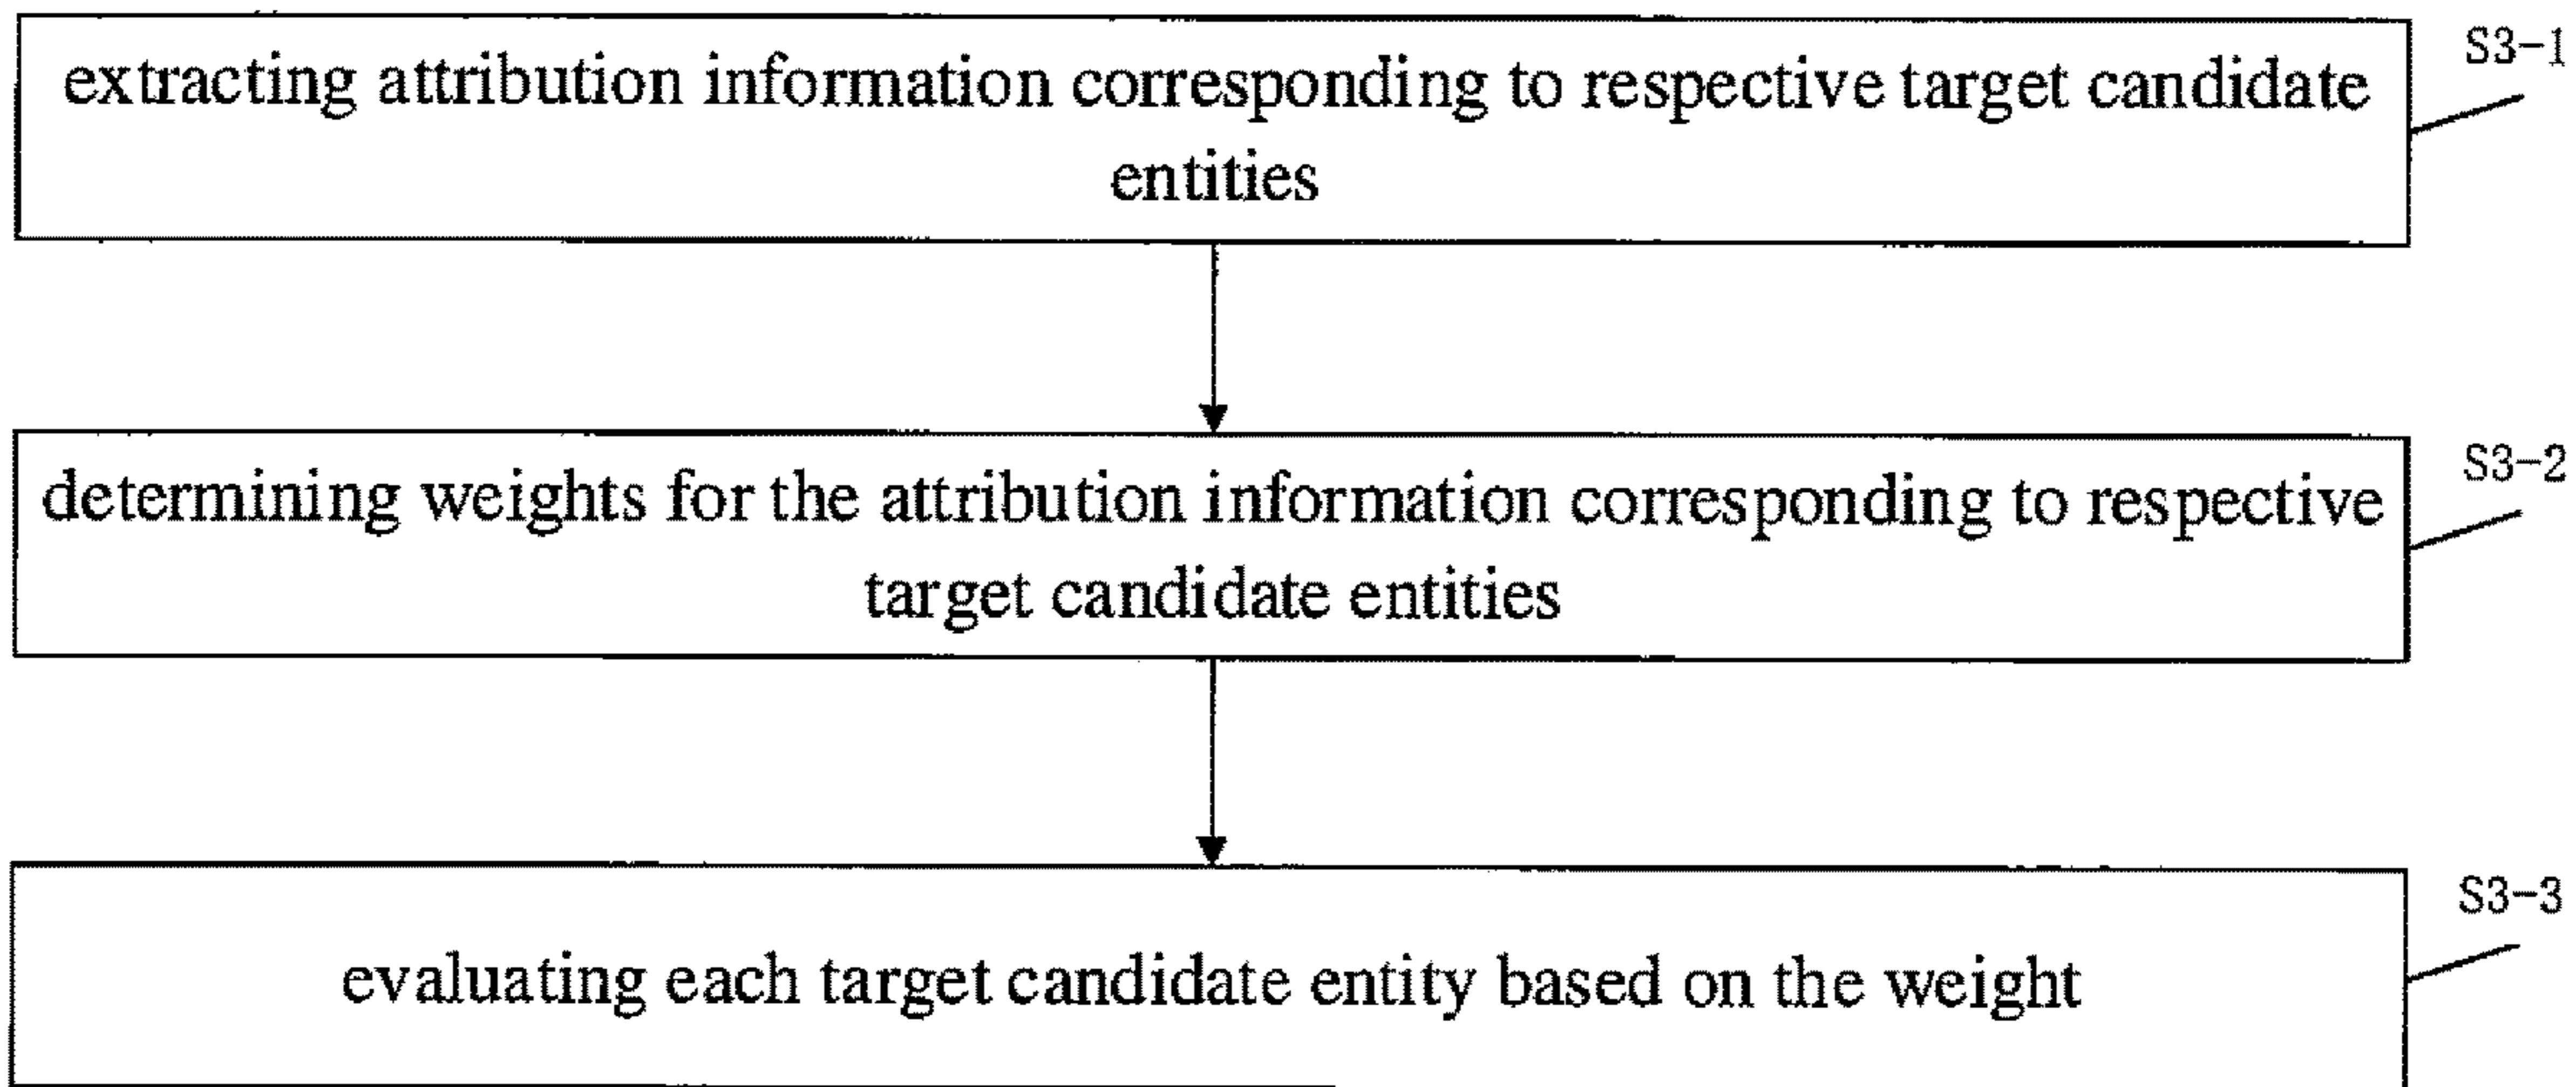 S3-1
extracting attribution information corresponding to respective target candidate
entities
S3-2
determining weights for the attribution information corresponding to respective
target candidate entities
S3-3
evaluating each target candidate entity based on the weight